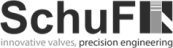 SchuF
innovative valves, precision engineering